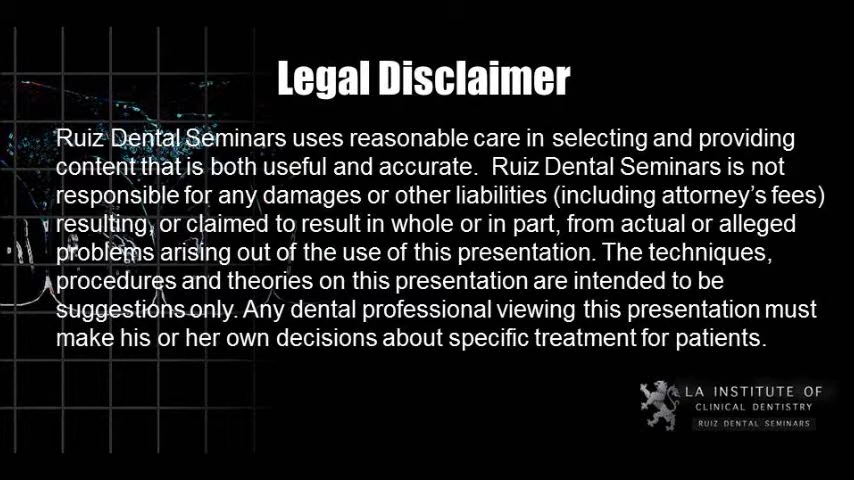 Legal Disclaimer
Ruiz Dental Seminars uses reasonable care in selecting and providing
content that is both useful and accurate.  Ruiz Dental Seminars is not
responsible for any damages or other liabilities (including attorney’s fees)
resulting, or claimed to result in whole or in part, from actual or alleged
problems arising out of the use of this presentation. The techniques,
procedures and theories on this presentation are intended to be
suggestions only. Any dental professional viewing this presentation must
make his or her own decisions about specific treatment for patients.
LA INSTITUTE OF
CLINICAL DENTISTRY
RUIZ DENTAL SEMINARS